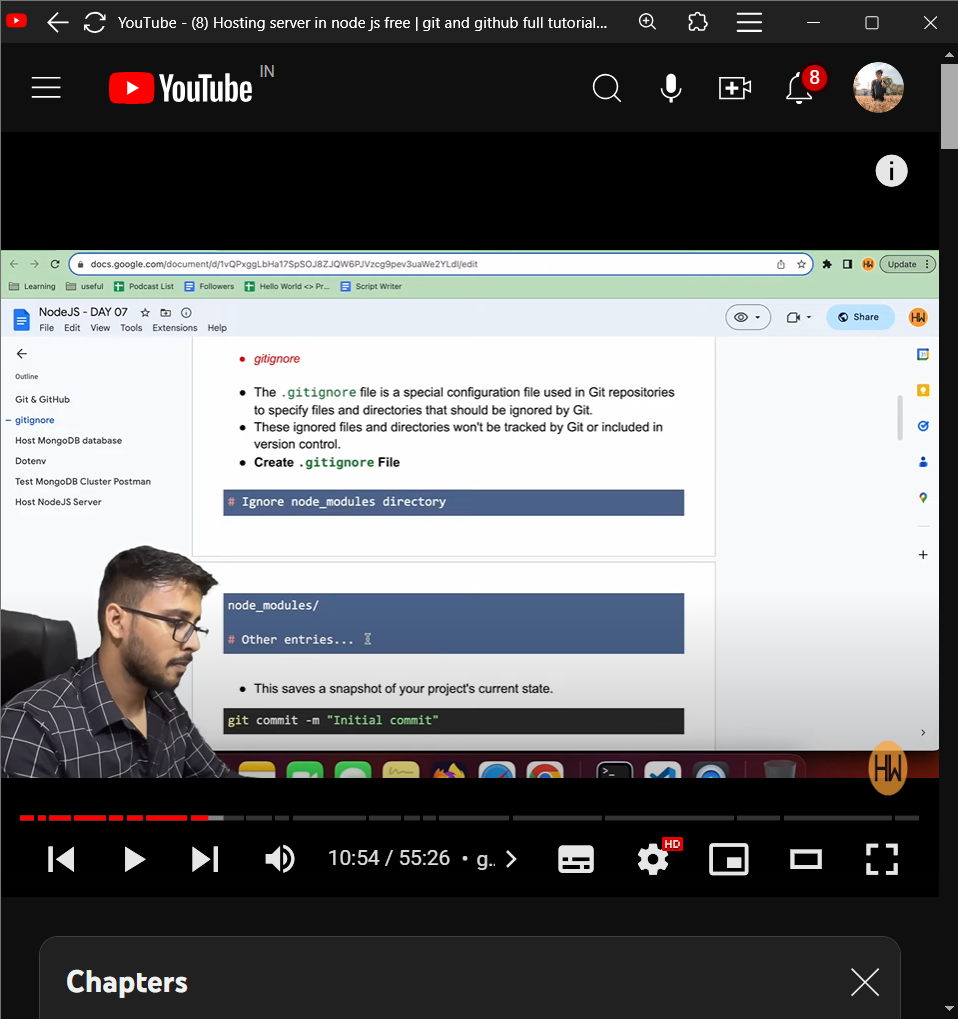 YouTube - (8) Hosting server in node js free | git and github full tutorial...
YouTube IN
8
docs.google.com/document/d/1vQPxggLbHa17SpSOJ8ZJQW6PJVzcg9pev3uaWe2YLdI/edit
HW
Update
Learning
useful
Podcast List
Followers
Hello World <> Pr...
Script Writer
NodeJS - DAY 07
File Edit View Tools Extensions Help
Share
HW
Outline
Git & GitHub
gitignore
Host MongoDB database
Dotenv
Test MongoDB Cluster Postman
Host NodeJS Server
• gitignore
• The .gitignore file is a special configuration file used in Git repositories
to specify files and directories that should be ignored by Git.
• These ignored files and directories won't be tracked by Git or included in
version control.
• Create .gitignore File
# Ignore node_modules directory
node_modules/
# Other entries...
• This saves a snapshot of your project's current state.
git commit -m "Initial commit"
HW
10:54 / 55:26 • g..
HD
Chapters